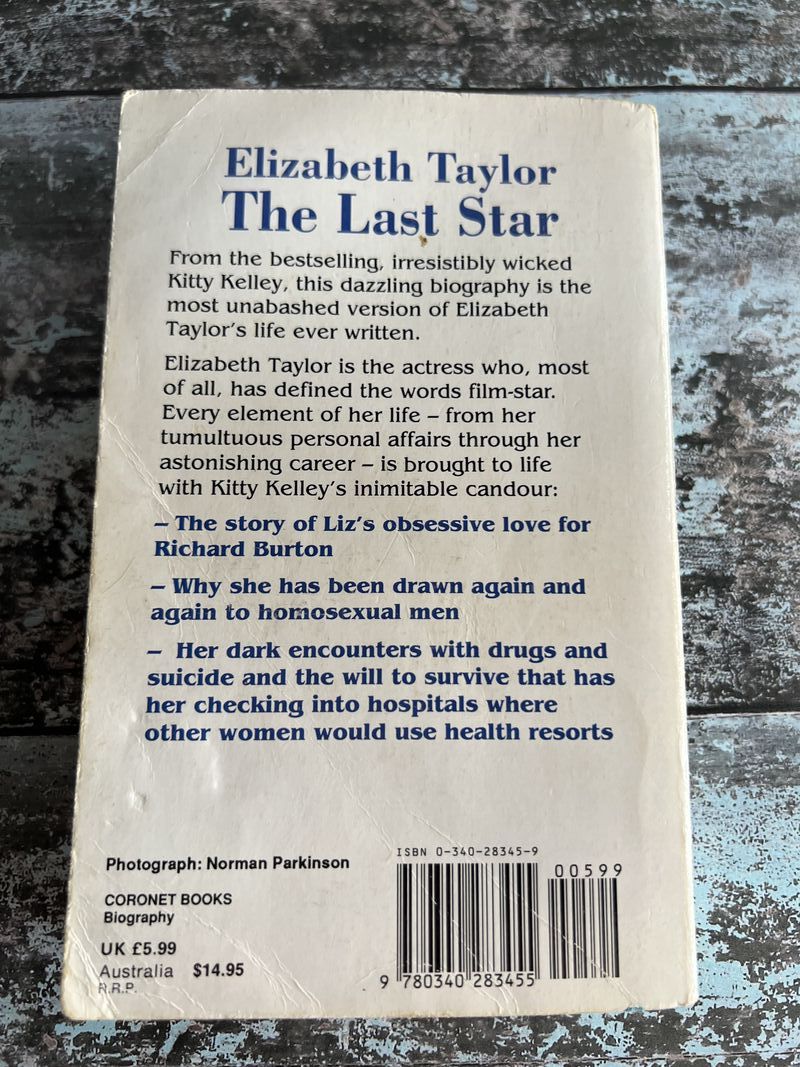 Elizabeth Taylor
The Last Star
From the bestselling, irresistibly wicked
Kitty Kelley, this dazzling biography is the
most unabashed version of Elizabeth
Taylor's life ever written.
Elizabeth Taylor is the actress who, most
of all, has defined the words film-star.
Every element of her life – from her
tumultuous personal affairs through her
astonishing career – is brought to life
with Kitty Kelley's inimitable candour:
– The story of Liz's obsessive love for
Richard Burton
– Why she has been drawn again and
again to homosexual men
– Her dark encounters with drugs and
suicide and the will to survive that has
her checking into hospitals where
other women would use health resorts
Photograph: Norman Parkinson
CORONET BOOKS
Biography
UK £5.99
Australia $14.95
R.R.P.
ISBN 0-340-28345-9
00599
9 780340 283455